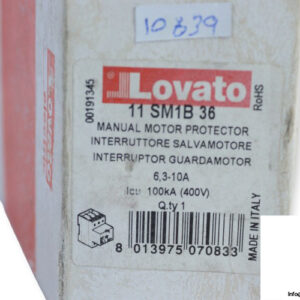 10839
00191345
Lovato
RoHS
11 SM1B 36
MANUAL MOTOR PROTECTOR
INTERRUTTORE SALVAMOTORE
INTERRUPTOR GUARDAMOTOR
6,3-10A
Icu 100kA (400V)
Q.ty 1
8 013975 070833
MADE IN ITALY